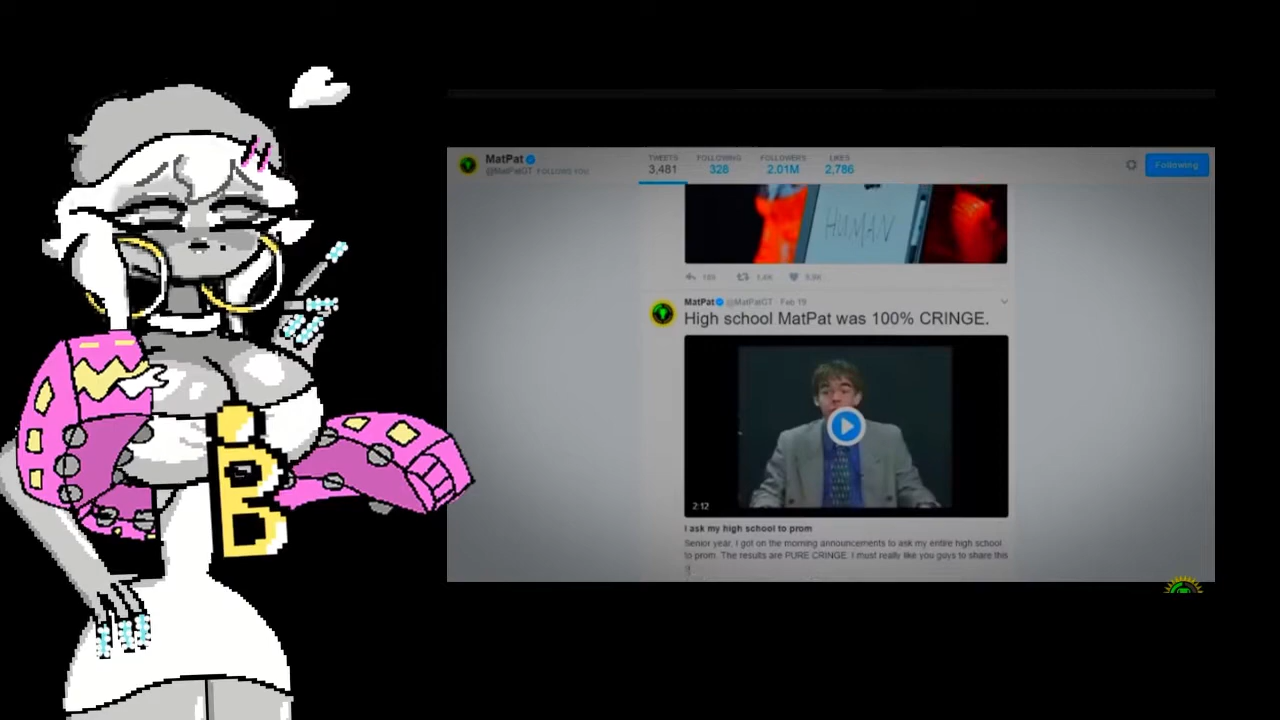 MatPat
@MatPatGT FOLLOWS YOU
TWEETS
3,481
FOLLOWING
328
FOLLOWERS
2.01M
LIKES
2,786
Following
HUMAN
MatPat @MatPatGT · Feb 19
High school MatPat was 100% CRINGE.
2:12
I ask my high school to prom
Senior year, I got on the morning announcements to ask my entire high school
to prom. The results are PURE CRINGE. I must really like you guys to share this
B